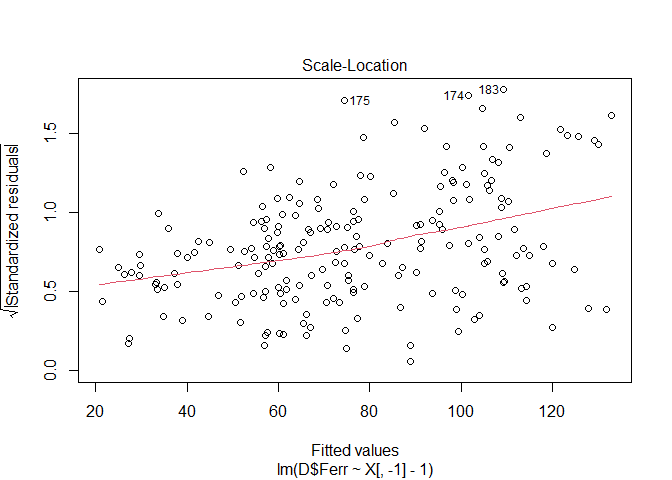 Scale-Location
√|Standardized residuals|
0.0 0.5 1.0 1.5
175
174
183
20 40 60 80 100 120
Fitted values
lm(D$Ferr ~ X[, -1] - 1)